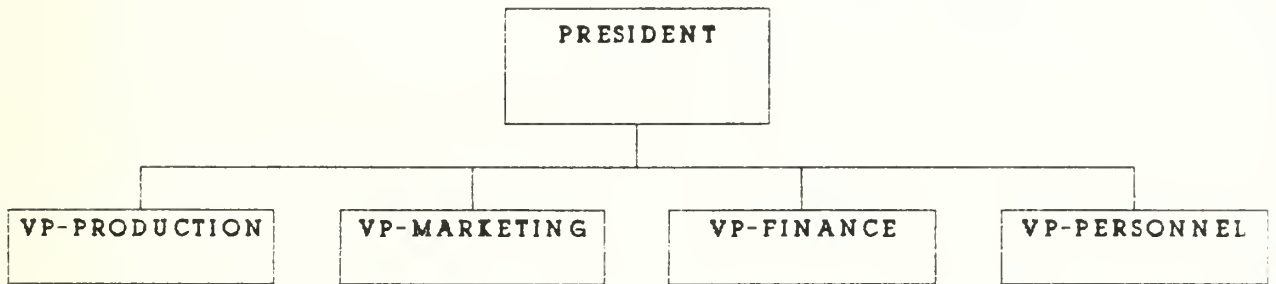 PRESIDENT
VP-PRODUCTION
VP-MARKETING
VP-FINANCE
VP-PERSONNEL